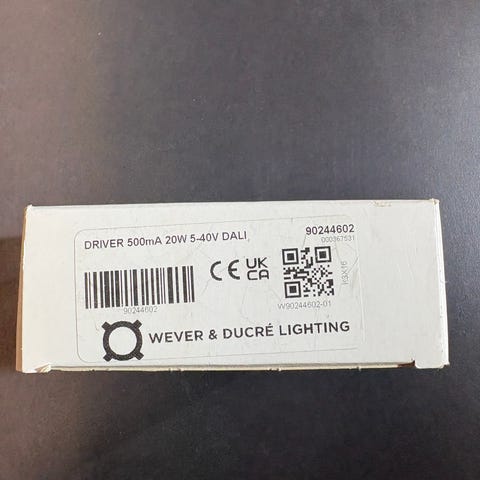 DRIVER 500mA 20W 5-40V DALI
90244602
000367531
CE UK
CA
90244602
W90244602-01
WEVER & DUCRÉ LIGHTING